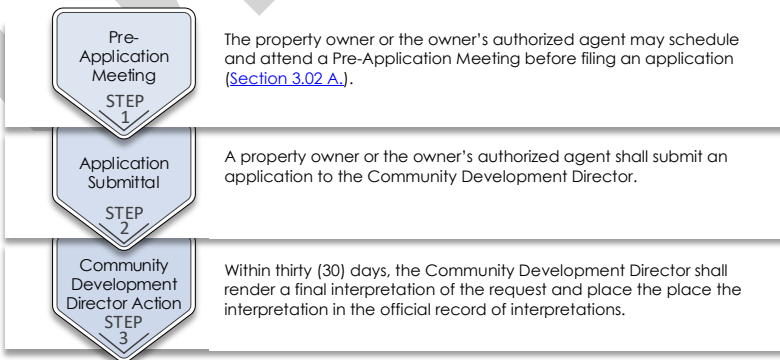 Pre-
Application
Meeting
STEP
1
The property owner or the owner's authorized agent may schedule
and attend a Pre-Application Meeting before filing an application
(Section 3.02 A.).
Application
Submittal
STEP
2
A property owner or the owner's authorized agent shall submit an
application to the Community Development Director.
Community
Development
Director Action
STEP
3
Within thirty (30) days, the Community Development Director shall
render a final interpretation of the request and place the place the
interpretation in the official record of interpretations.